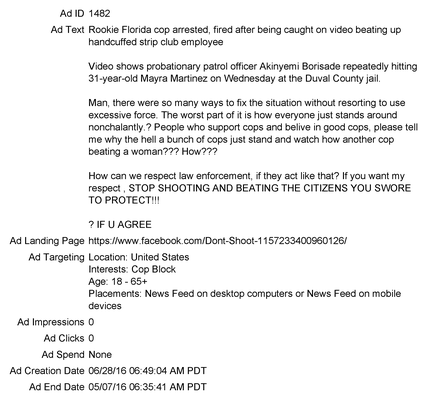 Ad ID 1482
Ad Text Rookie Florida cop arrested, fired after being caught on video beating up
handcuffed strip club employee
Video shows probationary patrol officer Akinyemi Borisade repeatedly hitting
31-year-old Mayra Martinez on Wednesday at the Duval County jail.
Man, there were so many ways to fix the situation without resorting to use
excessive force. The worst part of it is how everyone just stands around
nonchalantly.? People who support cops and belive in good cops, please tell
me why the hell a bunch of cops just stand and watch how another cop
beating a woman??? How???
How can we respect law enforcement, if they act like that? If you want my
respect , STOP SHOOTING AND BEATING THE CITIZENS YOU SWORE
TO PROTECT!!!
? IF U AGREE
Ad Landing Page https://www.facebook.com/Dont-Shoot-1157233400960126/
Ad Targeting Location: United States
Interests: Cop Block
Age: 18 - 65+
Placements: News Feed on desktop computers or News Feed on mobile
devices
Ad Impressions 0
Ad Clicks 0
Ad Spend None
Ad Creation Date 06/28/16 06:49:04 AM PDT
Ad End Date 05/07/16 06:35:41 AM PDT